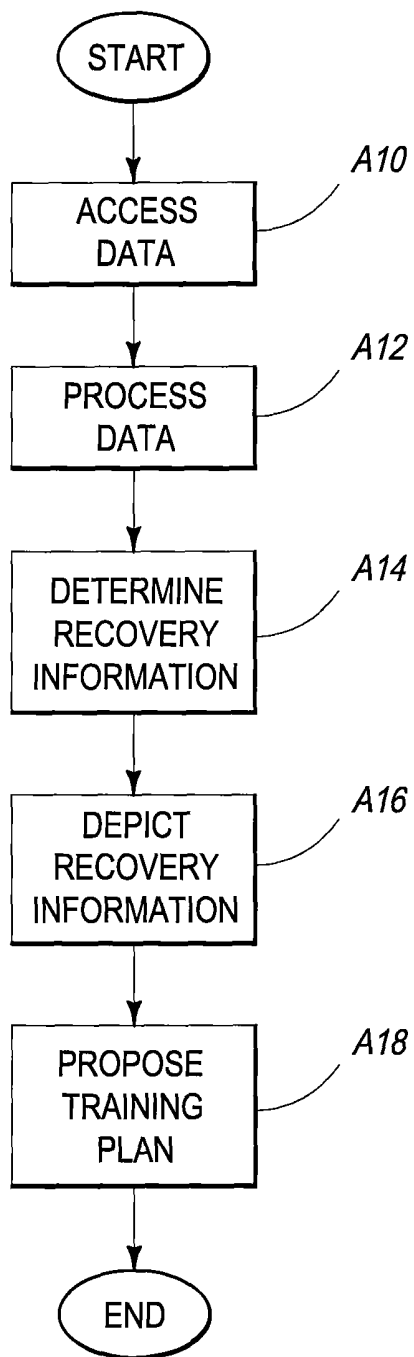 START
A10
ACCESS
DATA
A12
PROCESS
DATA
A14
DETERMINE
RECOVERY
INFORMATION
A16
DEPICT
RECOVERY
INFORMATION
A18
PROPOSE
TRAINING
PLAN
END